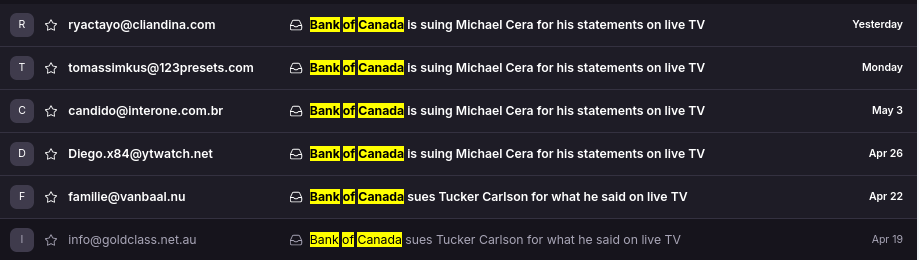 R ryactayo@cliandina.com Bank of Canada is suing Michael Cera for his statements on live TV Yesterday
T tomassimkus@123presets.com Bank of Canada is suing Michael Cera for his statements on live TV Monday
C candido@interone.com.br Bank of Canada is suing Michael Cera for his statements on live TV May 3
D Diego.x84@ytwatch.net Bank of Canada is suing Michael Cera for his statements on live TV Apr 26
F familie@vanbaal.nu Bank of Canada sues Tucker Carlson for what he said on live TV Apr 22
I info@goldclass.net.au Bank of Canada sues Tucker Carlson for what he said on live TV Apr 19